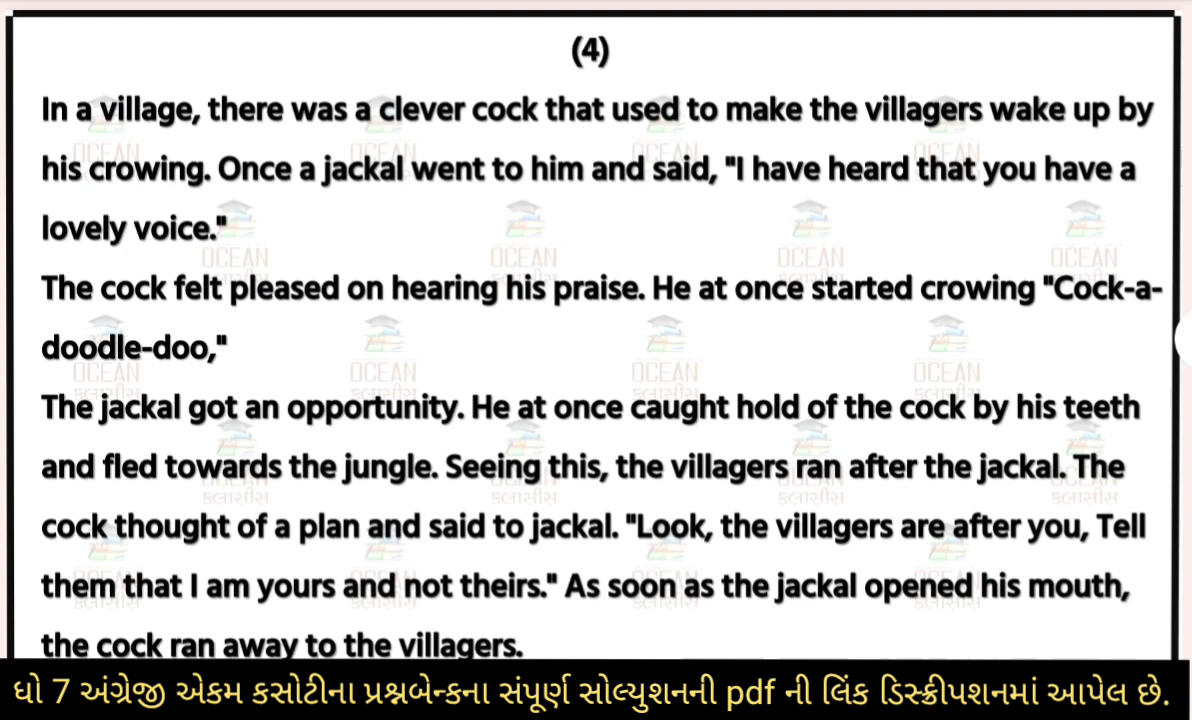 (4)
In a village, there was a clever cock that used to make the villagers wake up by
his crowing. Once a jackal went to him and said, "I have heard that you have a
lovely voice."
The cock felt pleased on hearing his praise. He at once started crowing "Cock-a-
doodle-doo,"
The jackal got an opportunity. He at once caught hold of the cock by his teeth
and fled towards the jungle. Seeing this, the villagers ran after the jackal. The
cock thought of a plan and said to jackal. "Look, the villagers are after you, Tell
them that I am yours and not theirs." As soon as the jackal opened his mouth,
the cock ran away to the villagers.
ધો 7 અંગ્રેજી એકમ કસોટીના પ્રશ્નબેન્કના સંપૂર્ણ સોલ્યુશનની pdf ની લિંક ડિસ્ક્રીપશનમાં આપેલ છે.